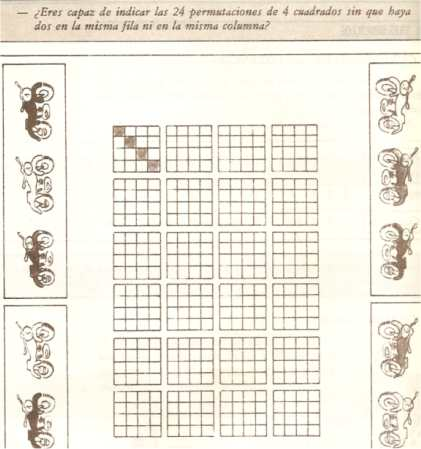 — ¿Eres capaz de indicar las 24 permutaciones de 4 cuadrados sin que haya
dos en la misma fila ni en la misma columna?